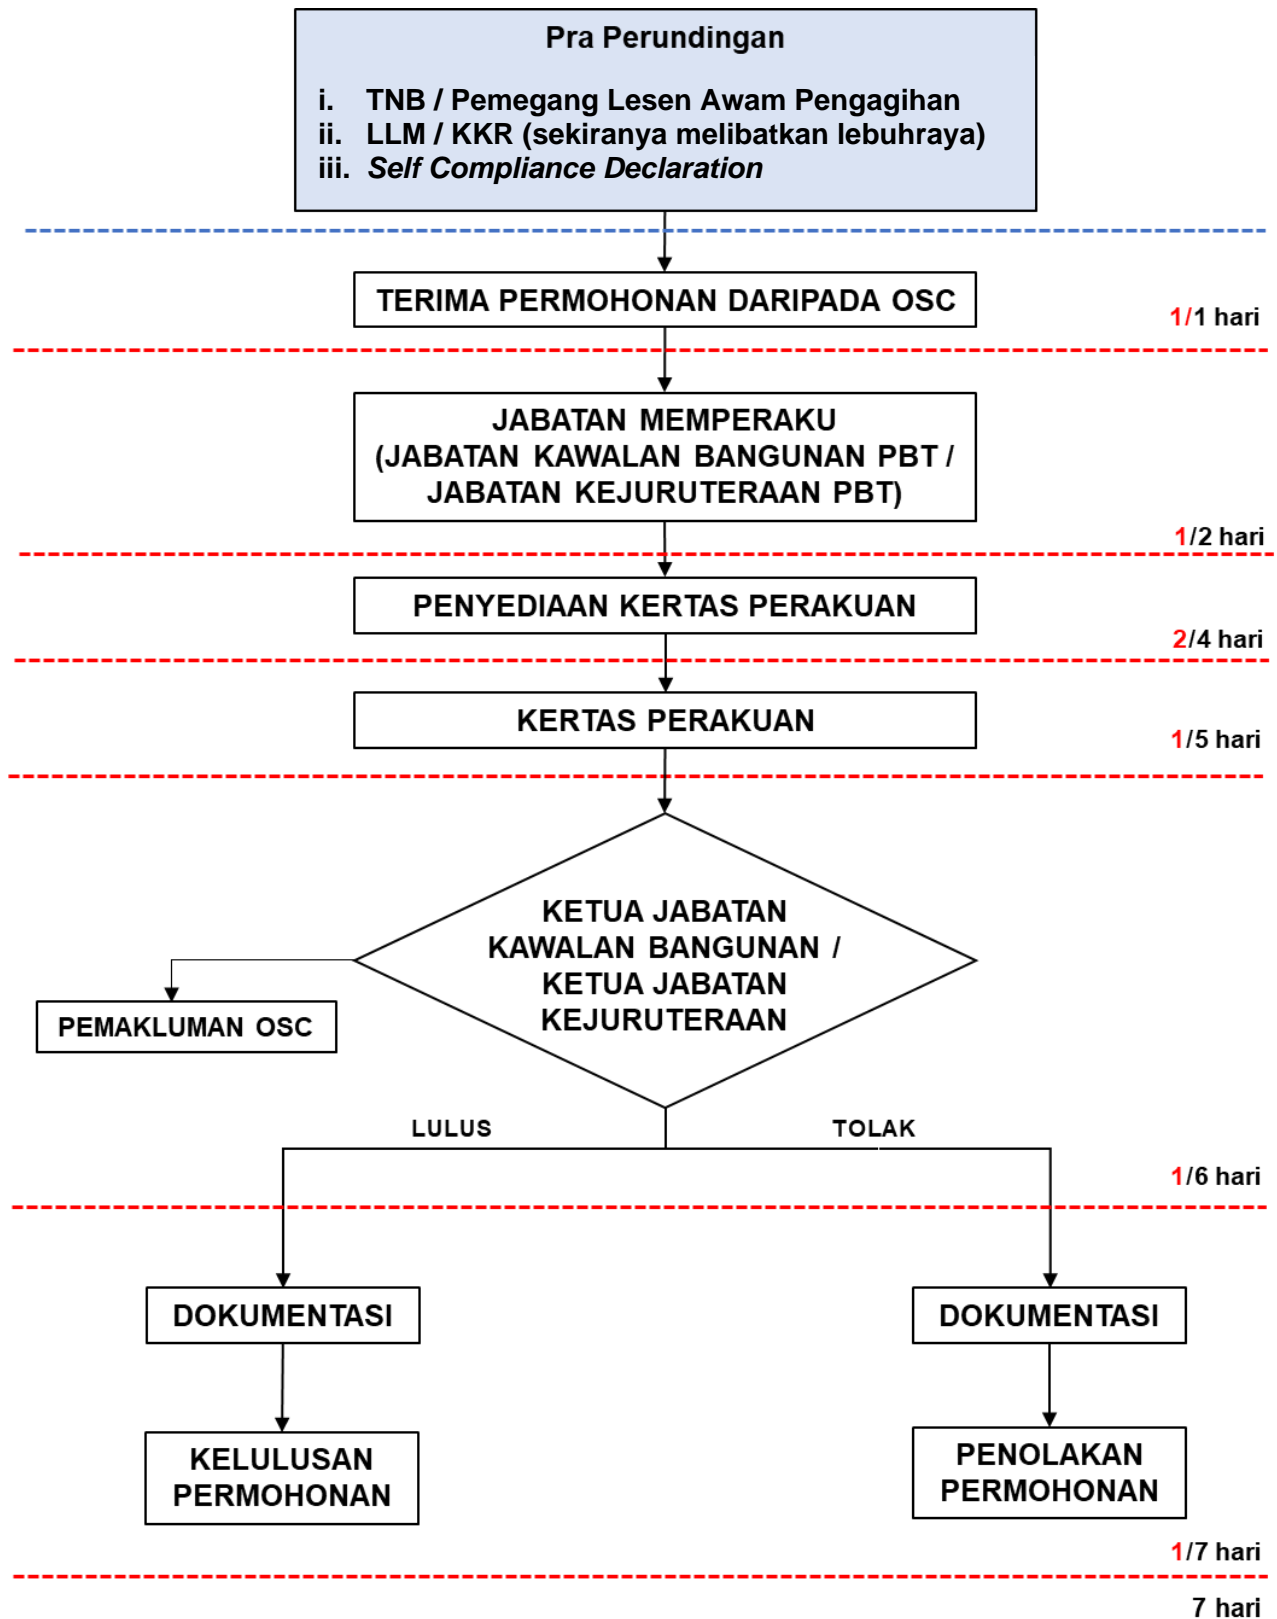 Pra Perundingan
i. TNB / Pemegang Lesen Awam Pengagihan
ii. LLM / KKR (sekiranya melibatkan lebuhraya)
iii. Self Compliance Declaration
TERIMA PERMOHONAN DARIPADA OSC
1/1 hari
JABATAN MEMPERAKU
(JABATAN KAWALAN BANGUNAN PBT /
JABATAN KEJURUTERAAN PBT)
1/2 hari
PENYEDIAAN KERTAS PERAKUAN
2/4 hari
KERTAS PERAKUAN
1/5 hari
KETUA JABATAN
KAWALAN BANGUNAN /
KETUA JABATAN
KEJURUTERAAN
PEMAKLUMAN OSC
LULUS
TOLAK
1/6 hari
DOKUMENTASI
DOKUMENTASI
KELULUSAN
PERMOHONAN
PENOLAKAN
PERMOHONAN
1/7 hari
7 hari